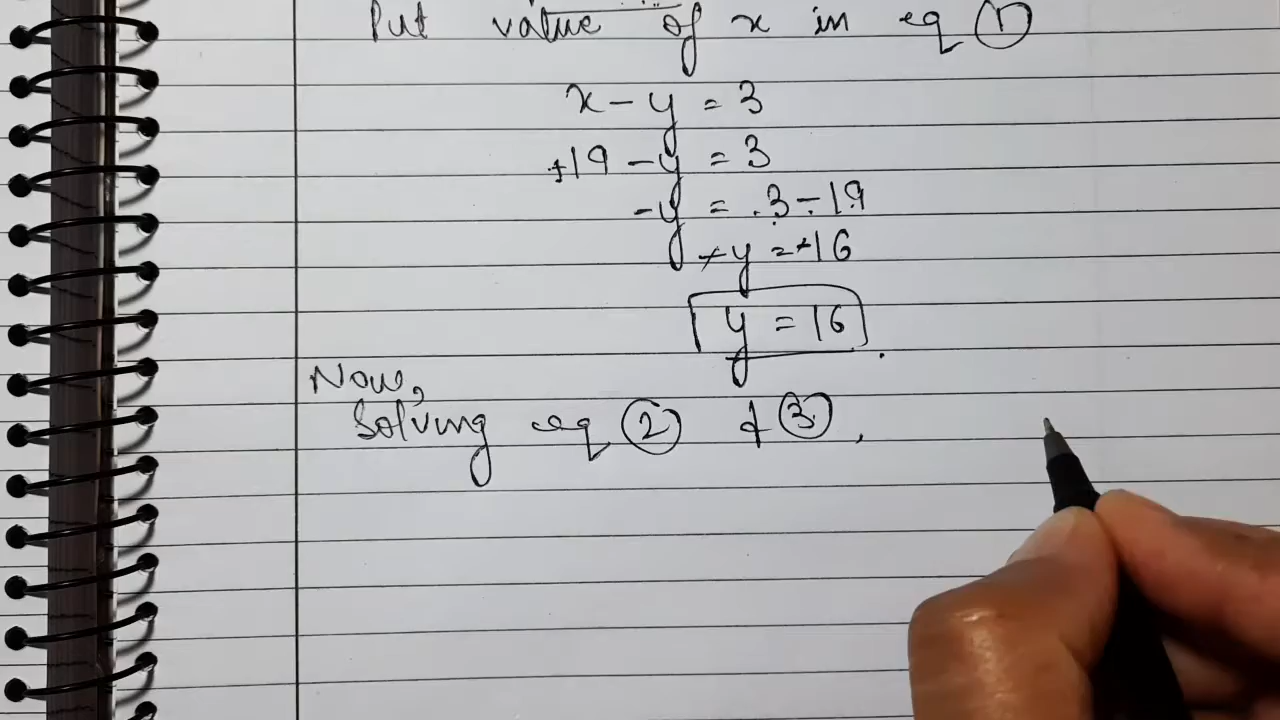 Put value of x in eq ①
x - y = 3
+19 - y = 3
-y = 3 - 19
-y = -16
y = 16
Now,
Solving eq ② & ③,